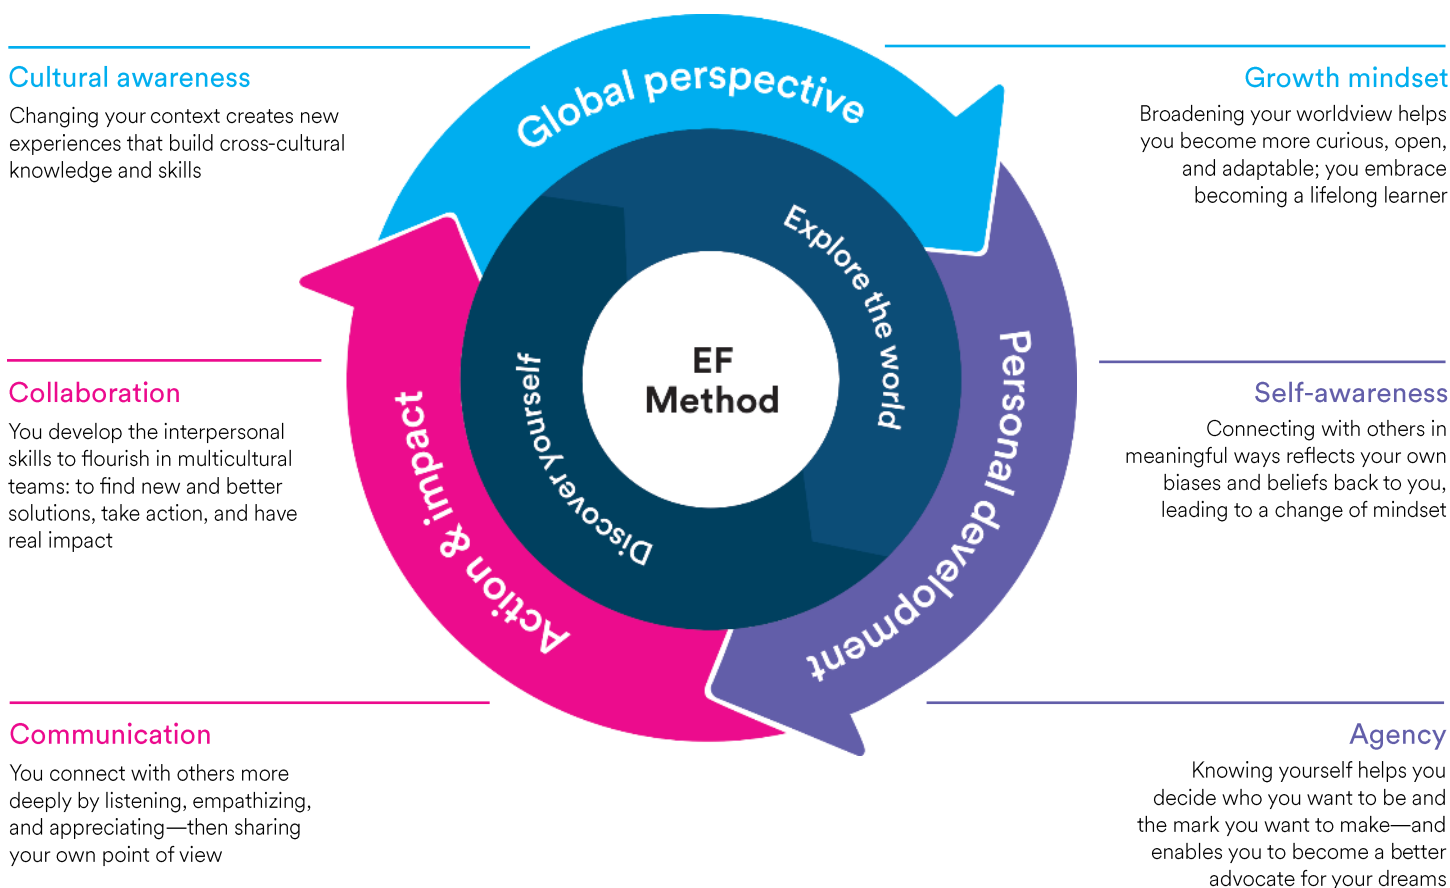 Global perspective
Cultural awareness
Changing your context creates new
experiences that build cross-cultural
knowledge and skills
Growth mindset
Broadening your worldview helps
you become more curious, open,
and adaptable; you embrace
becoming a lifelong learner
Explore the world
EF
Method
Discover yourself
Personal development
Action & impact
Collaboration
You develop the interpersonal
skills to flourish in multicultural
teams: to find new and better
solutions, take action, and have
real impact
Self-awareness
Connecting with others in
meaningful ways reflects your own
biases and beliefs back to you,
leading to a change of mindset
Communication
You connect with others more
deeply by listening, empathizing,
and appreciating—then sharing
your own point of view
Agency
Knowing yourself helps you
decide who you want to be and
the mark you want to make—and
enables you to become a better
advocate for your dreams